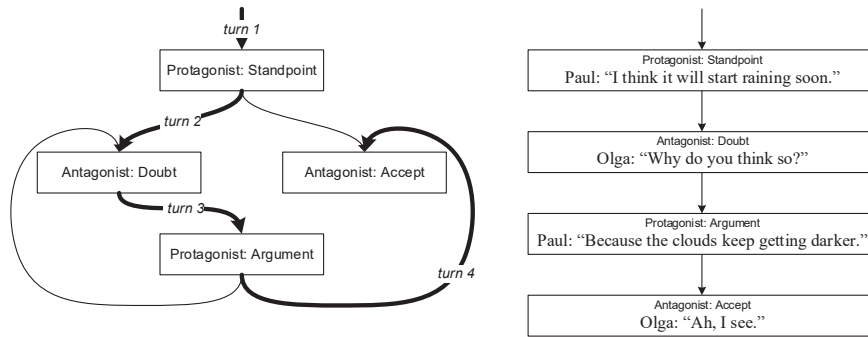 turn 1
Protagonist: Standpoint
turn 2
Antagonist: Doubt
Antagonist: Accept
turn 3
Protagonist: Argument
turn 4
Protagonist: Standpoint
Paul: “I think it will start raining soon.”
Antagonist: Doubt
Olga: “Why do you think so?”
Protagonist: Argument
Paul: “Because the clouds keep getting darker.”
Antagonist: Accept
Olga: “Ah, I see.”